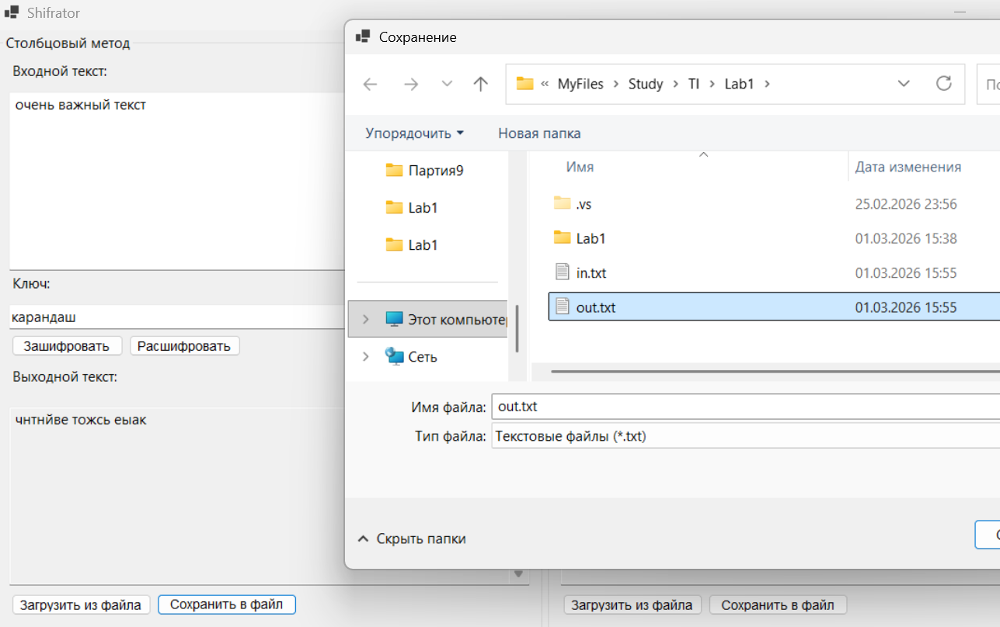 Shifrator
Столбцовый метод
Входной текст:
очень важный текст
Ключ:
карандаш
Зашифровать
Расшифровать
Выходной текст:
чнтнйве тожсь еыак
Загрузить из файла
Сохранить в файл
Сохранение
« MyFiles > Study > TI > Lab1 >
Упорядочить
Новая папка
Партия9
Lab1
Lab1
Этот компьютер
Сеть
Имя Дата изменения
.vs 25.02.2026 23:56
Lab1 01.03.2026 15:38
in.txt 01.03.2026 15:55
out.txt 01.03.2026 15:55
Имя файла: out.txt
Тип файла: Текстовые файлы (*.txt)
Скрыть папки
Загрузить из файла
Сохранить в файл